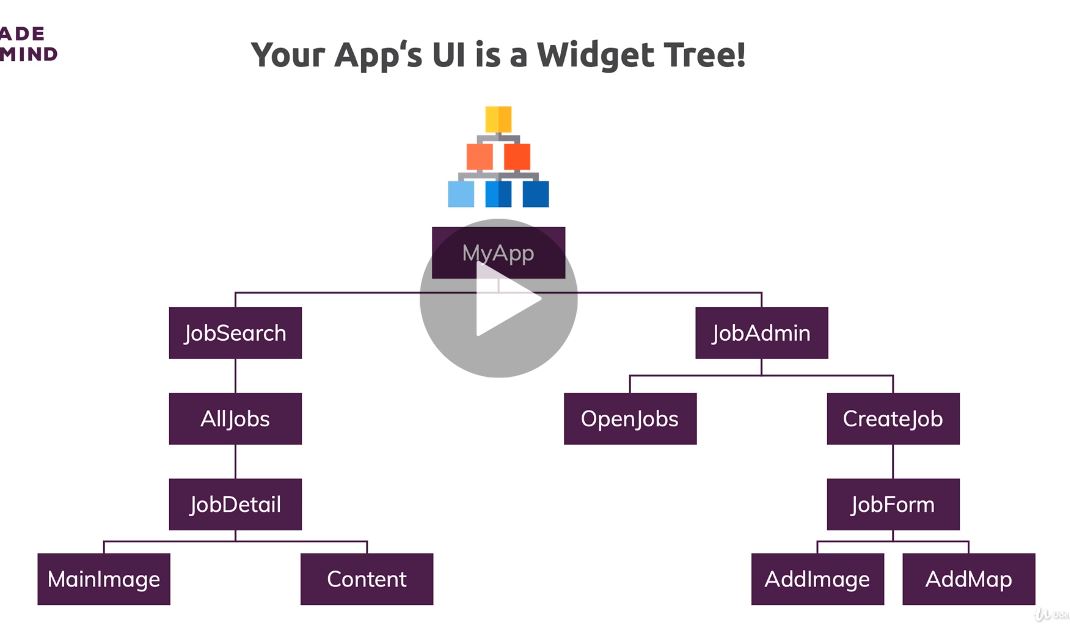 ADE
MIND
Your App‘s UI is a Widget Tree!
MyApp
JobSearch
JobAdmin
AllJobs
OpenJobs
CreateJob
JobDetail
JobForm
MainImage
Content
AddImage
AddMap